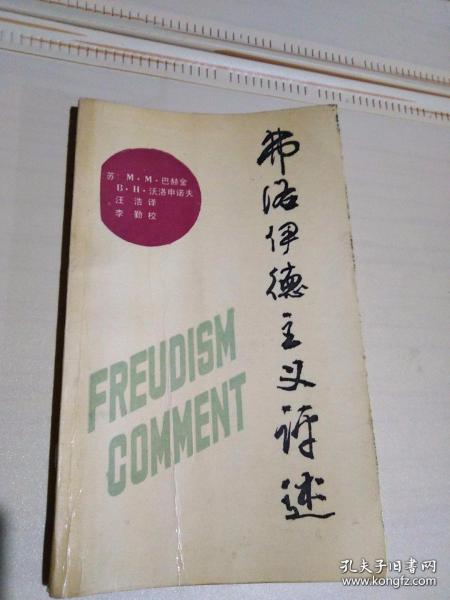 苏 M·M·巴赫金
B·H·沃洛申诺夫
汪 浩 译
李 勤 校
弗洛伊德主义评述
FREUDISM
COMMENT
孔夫子旧书网
www.kongfz.com